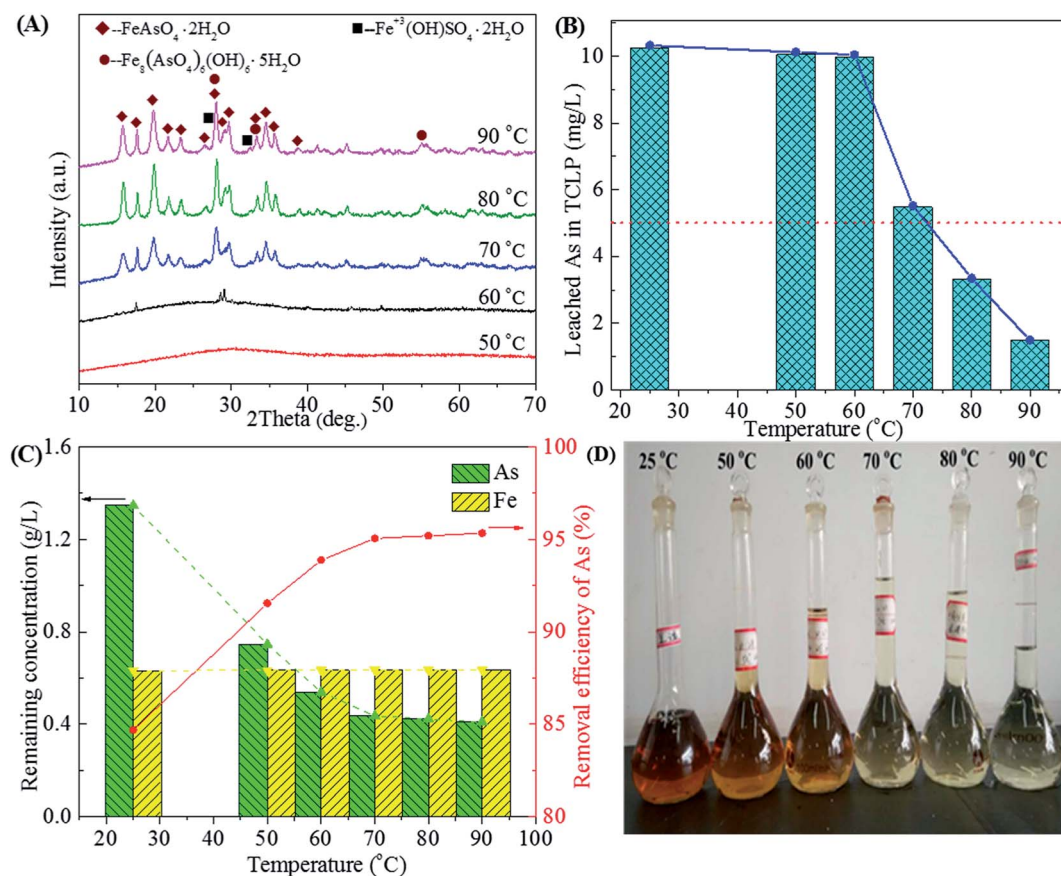 (A)
◆--FeAsO₄·2H₂O
■--Fe⁺³(OH)SO₄·2H₂O
●--Fe₈(AsO₄)₆(OH)₆·5H₂O
90 °C
80 °C
70 °C
60 °C
50 °C
Intensity (a.u.)
10 20 30 40 50 60 70
2Theta (deg.)
(B)
10
8
6
4
2
0
Leached As in TCLP (mg/L)
20 30 40 50 60 70 80 90
Temperature (°C)
(C)
1.6
1.2
0.8
0.4
0.0
Remaining concentration (g/L)
As
Fe
100
95
90
85
80
Removal efficiency of As (%)
20 30 40 50 60 70 80 90 100
Temperature (°C)
(D)
25 °C 50 °C 60 °C 70 °C 80 °C 90 °C